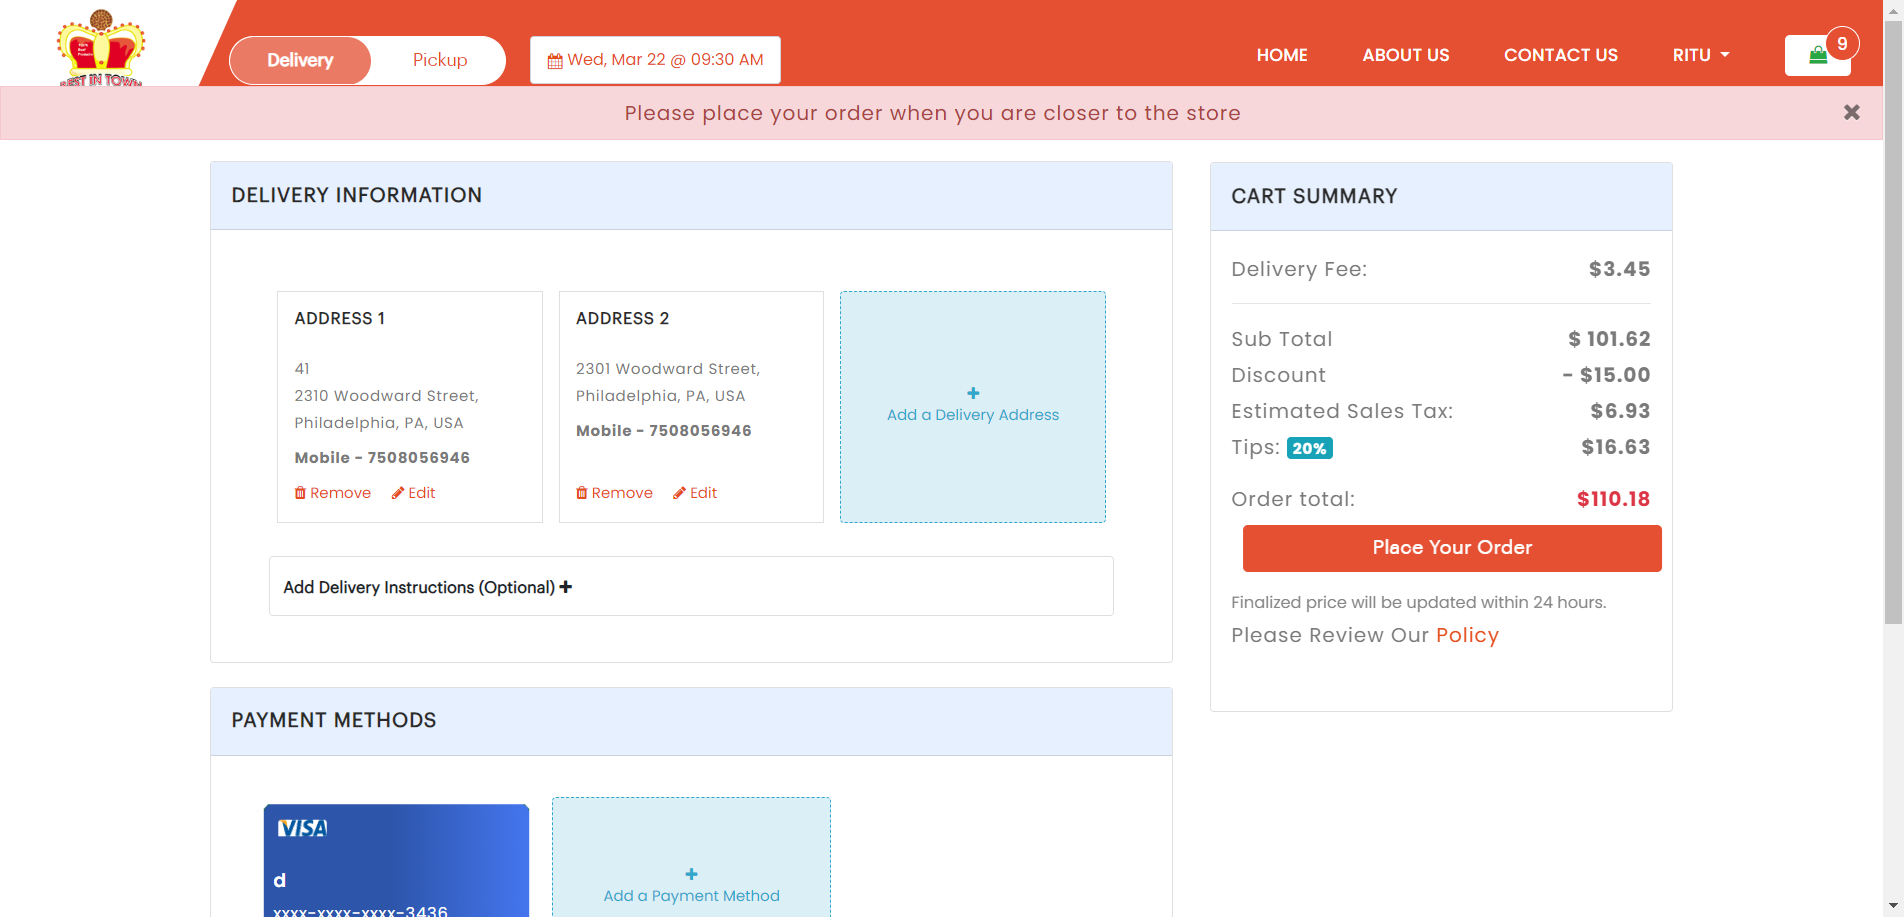 BEST IN TOWN
Delivery
Pickup
Wed, Mar 22 @ 09:30 AM
HOME
ABOUT US
CONTACT US
RITU
9
Please place your order when you are closer to the store
DELIVERY INFORMATION
ADDRESS 1
41
2310 Woodward Street,
Philadelphia, PA, USA
Mobile - 7508056946
Remove
Edit
ADDRESS 2
2301 Woodward Street,
Philadelphia, PA, USA
Mobile - 7508056946
Remove
Edit
Add a Delivery Address
Add Delivery Instructions (Optional)
PAYMENT METHODS
VISA
d
xxxx-xxxx-xxxx-3436
Add a Payment Method
CART SUMMARY
Delivery Fee: $3.45
Sub Total $ 101.62
Discount - $15.00
Estimated Sales Tax: $6.93
Tips: 20% $16.63
Order total: $110.18
Place Your Order
Finalized price will be updated within 24 hours.
Please Review Our Policy